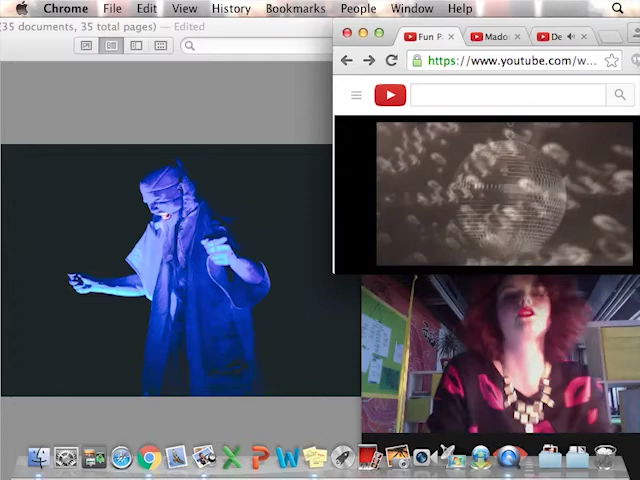 Chrome File Edit View History Bookmarks People Window Help
(35 documents, 35 total pages) — Edited
Fun P
Mado
De
https://www.youtube.com/w...